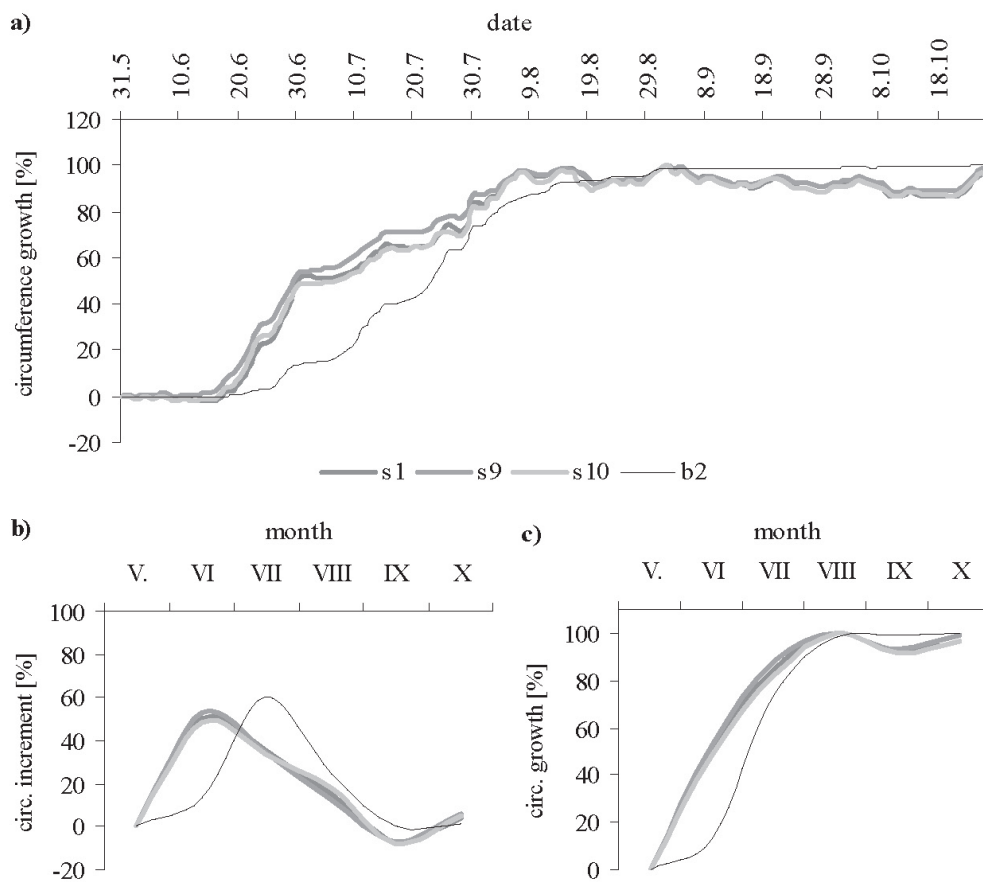 a)
date
31.5 10.6 20.6 30.6 10.7 20.7 30.7 9.8 19.8 29.8 8.9 18.9 28.9 8.10 18.10
circumference growth [%]
120
100
80
60
40
20
0
-20
s1 s9 s10 b2
b)
month
V. VI VII VIII IX X
circ. increment [%]
100
80
60
40
20
0
-20
c)
month
V. VI VII VIII IX X
circ. growth [%]
100
80
60
40
20
0